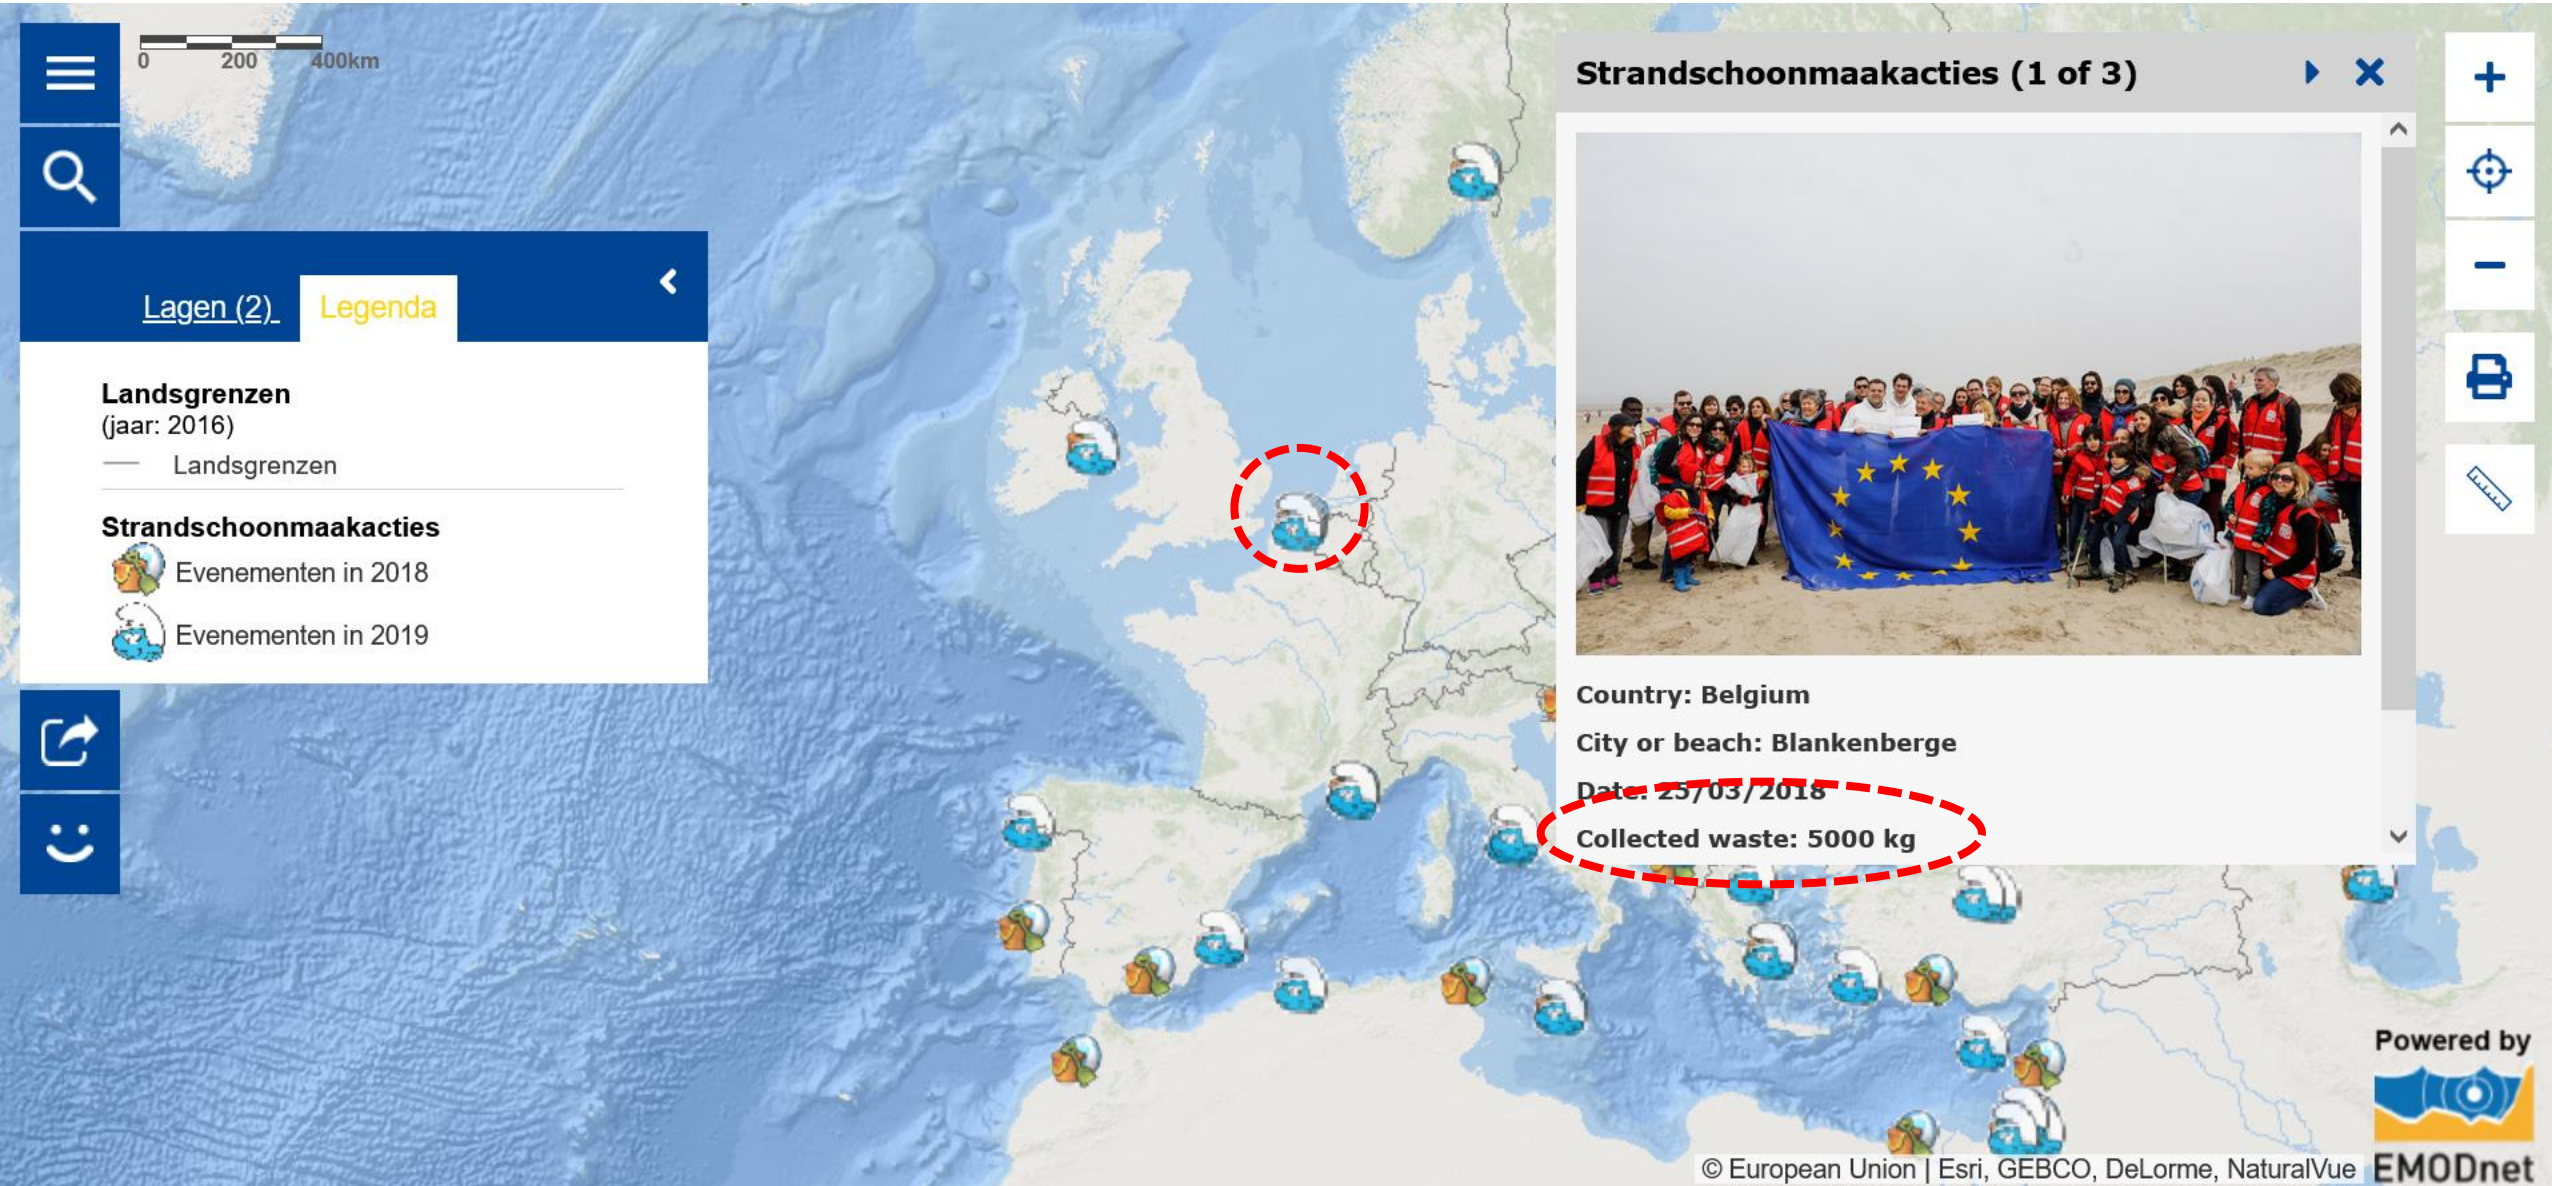 0 200 400km
Lagen (2)
Legenda
Landsgrenzen
(jaar: 2016)
Landsgrenzen
Strandschoonmaakacties
Evenementen in 2018
Evenementen in 2019
Strandschoonmaakacties (1 of 3)
Country: Belgium
City or beach: Blankenberge
Date: 25/03/2018
Collected waste: 5000 kg
Powered by
EMODnet
© European Union | Esri, GEBCO, DeLorme, NaturalVue